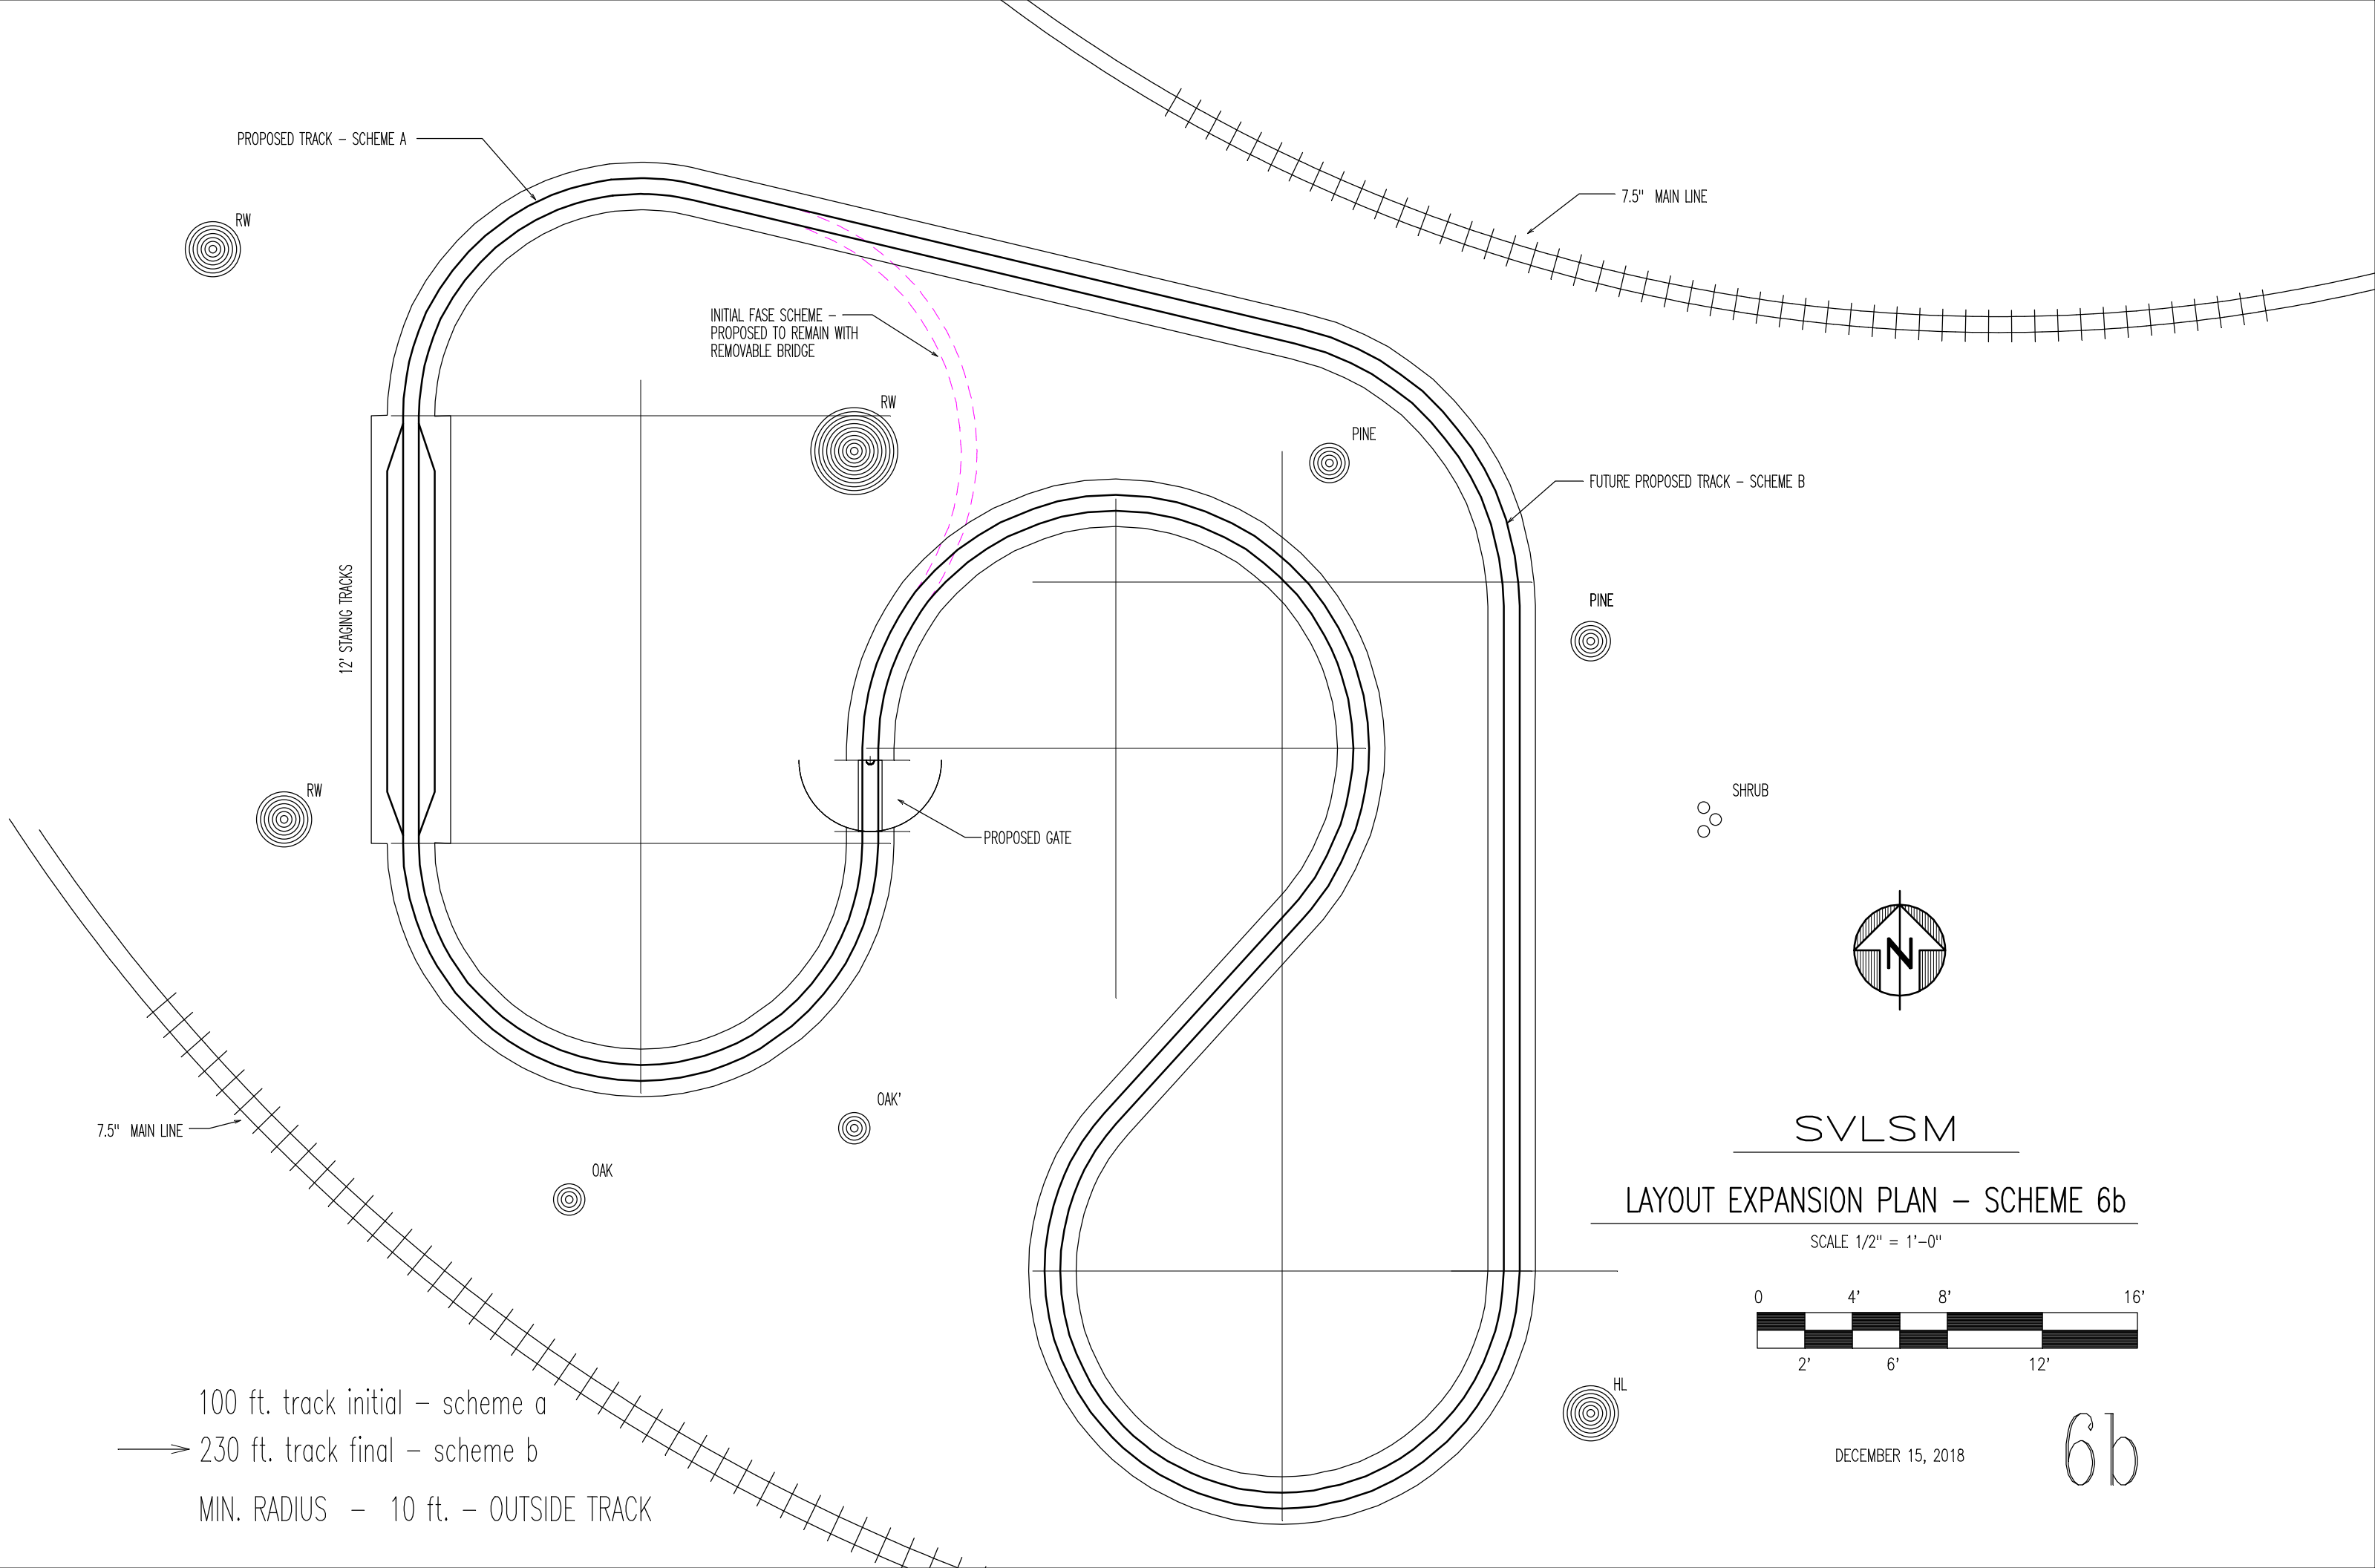 PROPOSED TRACK – SCHEME A
7.5" MAIN LINE
RW
INITIAL FASE SCHEME –
PROPOSED TO REMAIN WITH
REMOVABLE BRIDGE
RW
PINE
FUTURE PROPOSED TRACK – SCHEME B
12' STAGING TRACKS
PINE
RW
SHRUB
PROPOSED GATE
N
OAK'
7.5" MAIN LINE
OAK
SVLSM
LAYOUT EXPANSION PLAN – SCHEME 6b
SCALE 1/2" = 1'-0"
0 4' 8' 16'
2' 6' 12'
HL
100 ft. track initial – scheme a
230 ft. track final – scheme b
MIN. RADIUS – 10 ft. – OUTSIDE TRACK
DECEMBER 15, 2018
6b